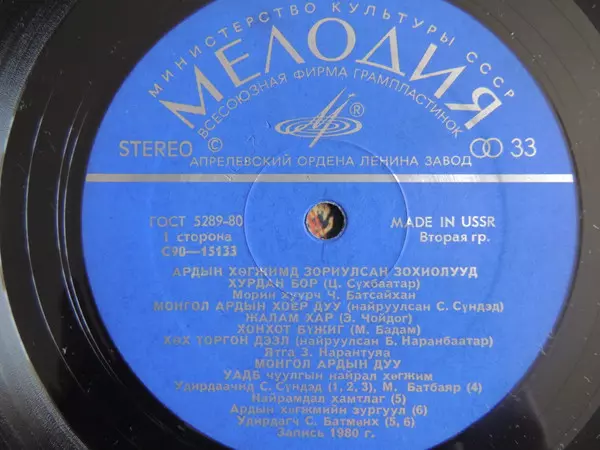 МИНИСТЕРСТВО КУЛЬТУРЫ СССР
МЕЛОДИЯ
ВСЕСОЮЗНАЯ ФИРМА ГРАМПЛАСТИНОК
®
STEREO © 33
АПРЕЛЕВСКИЙ ОРДЕНА ЛЕНИНА ЗАВОД
ГОСТ 5289-80 MADE IN USSR
1 сторона Вторая гр.
С90—15133
АРДЫН ХӨГЖИМД ЗОРИУЛСАН ЗОХИОЛУУД
ХУРДАН БОР (Ц. Сүхбаатар)
Морин хуурч Ч. Батсайхан
МОНГОЛ АРДЫН ХОЁР ДУУ (найруулсан С. Сүндэд)
ЖАЛАМ ХАР (З. Чойдог)
ХОНХОТ БҮЖИГ (М. Бадам)
ХӨХ ТОРГОН ДЭЭЛ (найруулсан Б. Наранбаатар)
Ятга З. Нарантуяа
МОНГОЛ АРДЫН ДУУ
УАДБ чуулгын найрал хөгжим
Удирдаачид С. Сүндэд (1, 2, 3), М. Батбаяр (4)
Найрамдал хамтлаг (5)
Ардын хөгжмийн зургуул (6)
Удирдагч С. Батмөнх (5, 6)
Запись 1980 г.